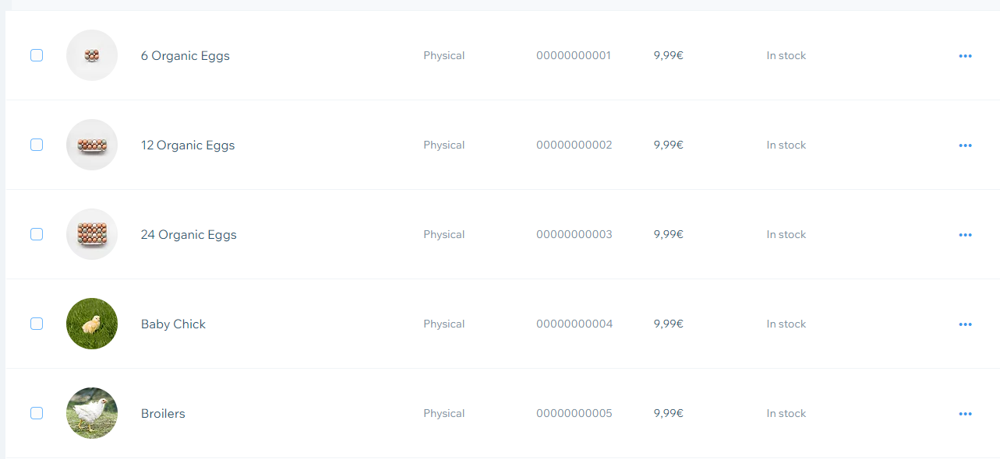 6 Organic Eggs Physical 00000000001 9,99€ In stock
12 Organic Eggs Physical 00000000002 9,99€ In stock
24 Organic Eggs Physical 00000000003 9,99€ In stock
Baby Chick Physical 00000000004 9,99€ In stock
Broilers Physical 00000000005 9,99€ In stock